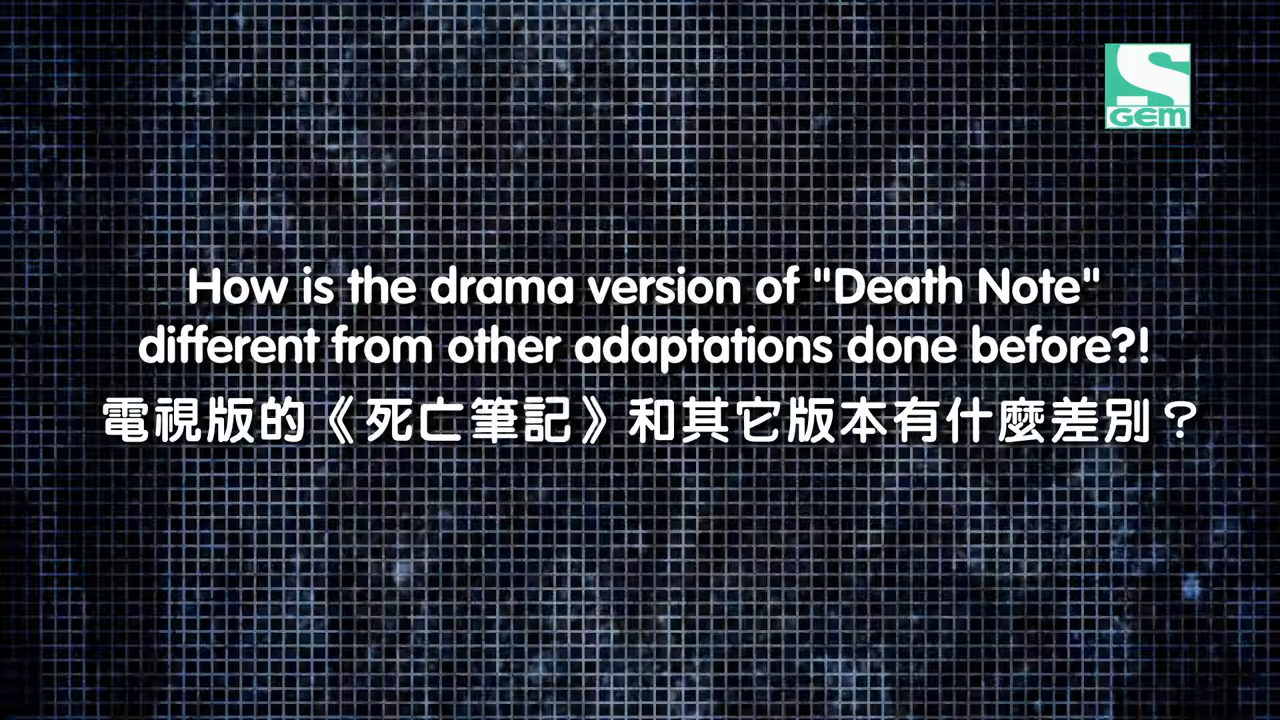 S
GEM
How is the drama version of "Death Note"
different from other adaptations done before?!
電視版的《死亡筆記》和其它版本有什麼差別？